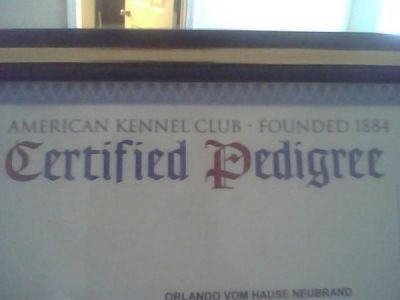 AMERICAN KENNEL CLUB · FOUNDED 1884
Certified Pedigree
ORLANDO VOM HAUSE NEUBRAND